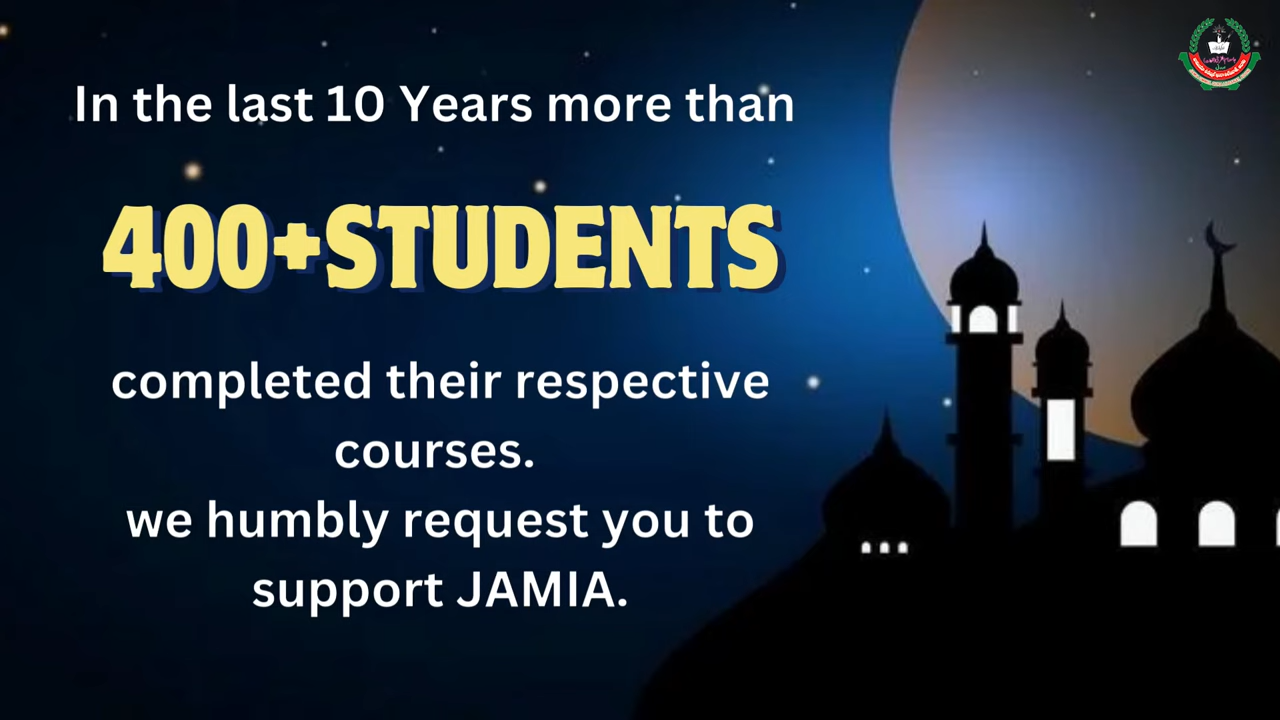 In the last 10 Years more than
400+STUDENTS
completed their respective
courses.
we humbly request you to
support JAMIA.